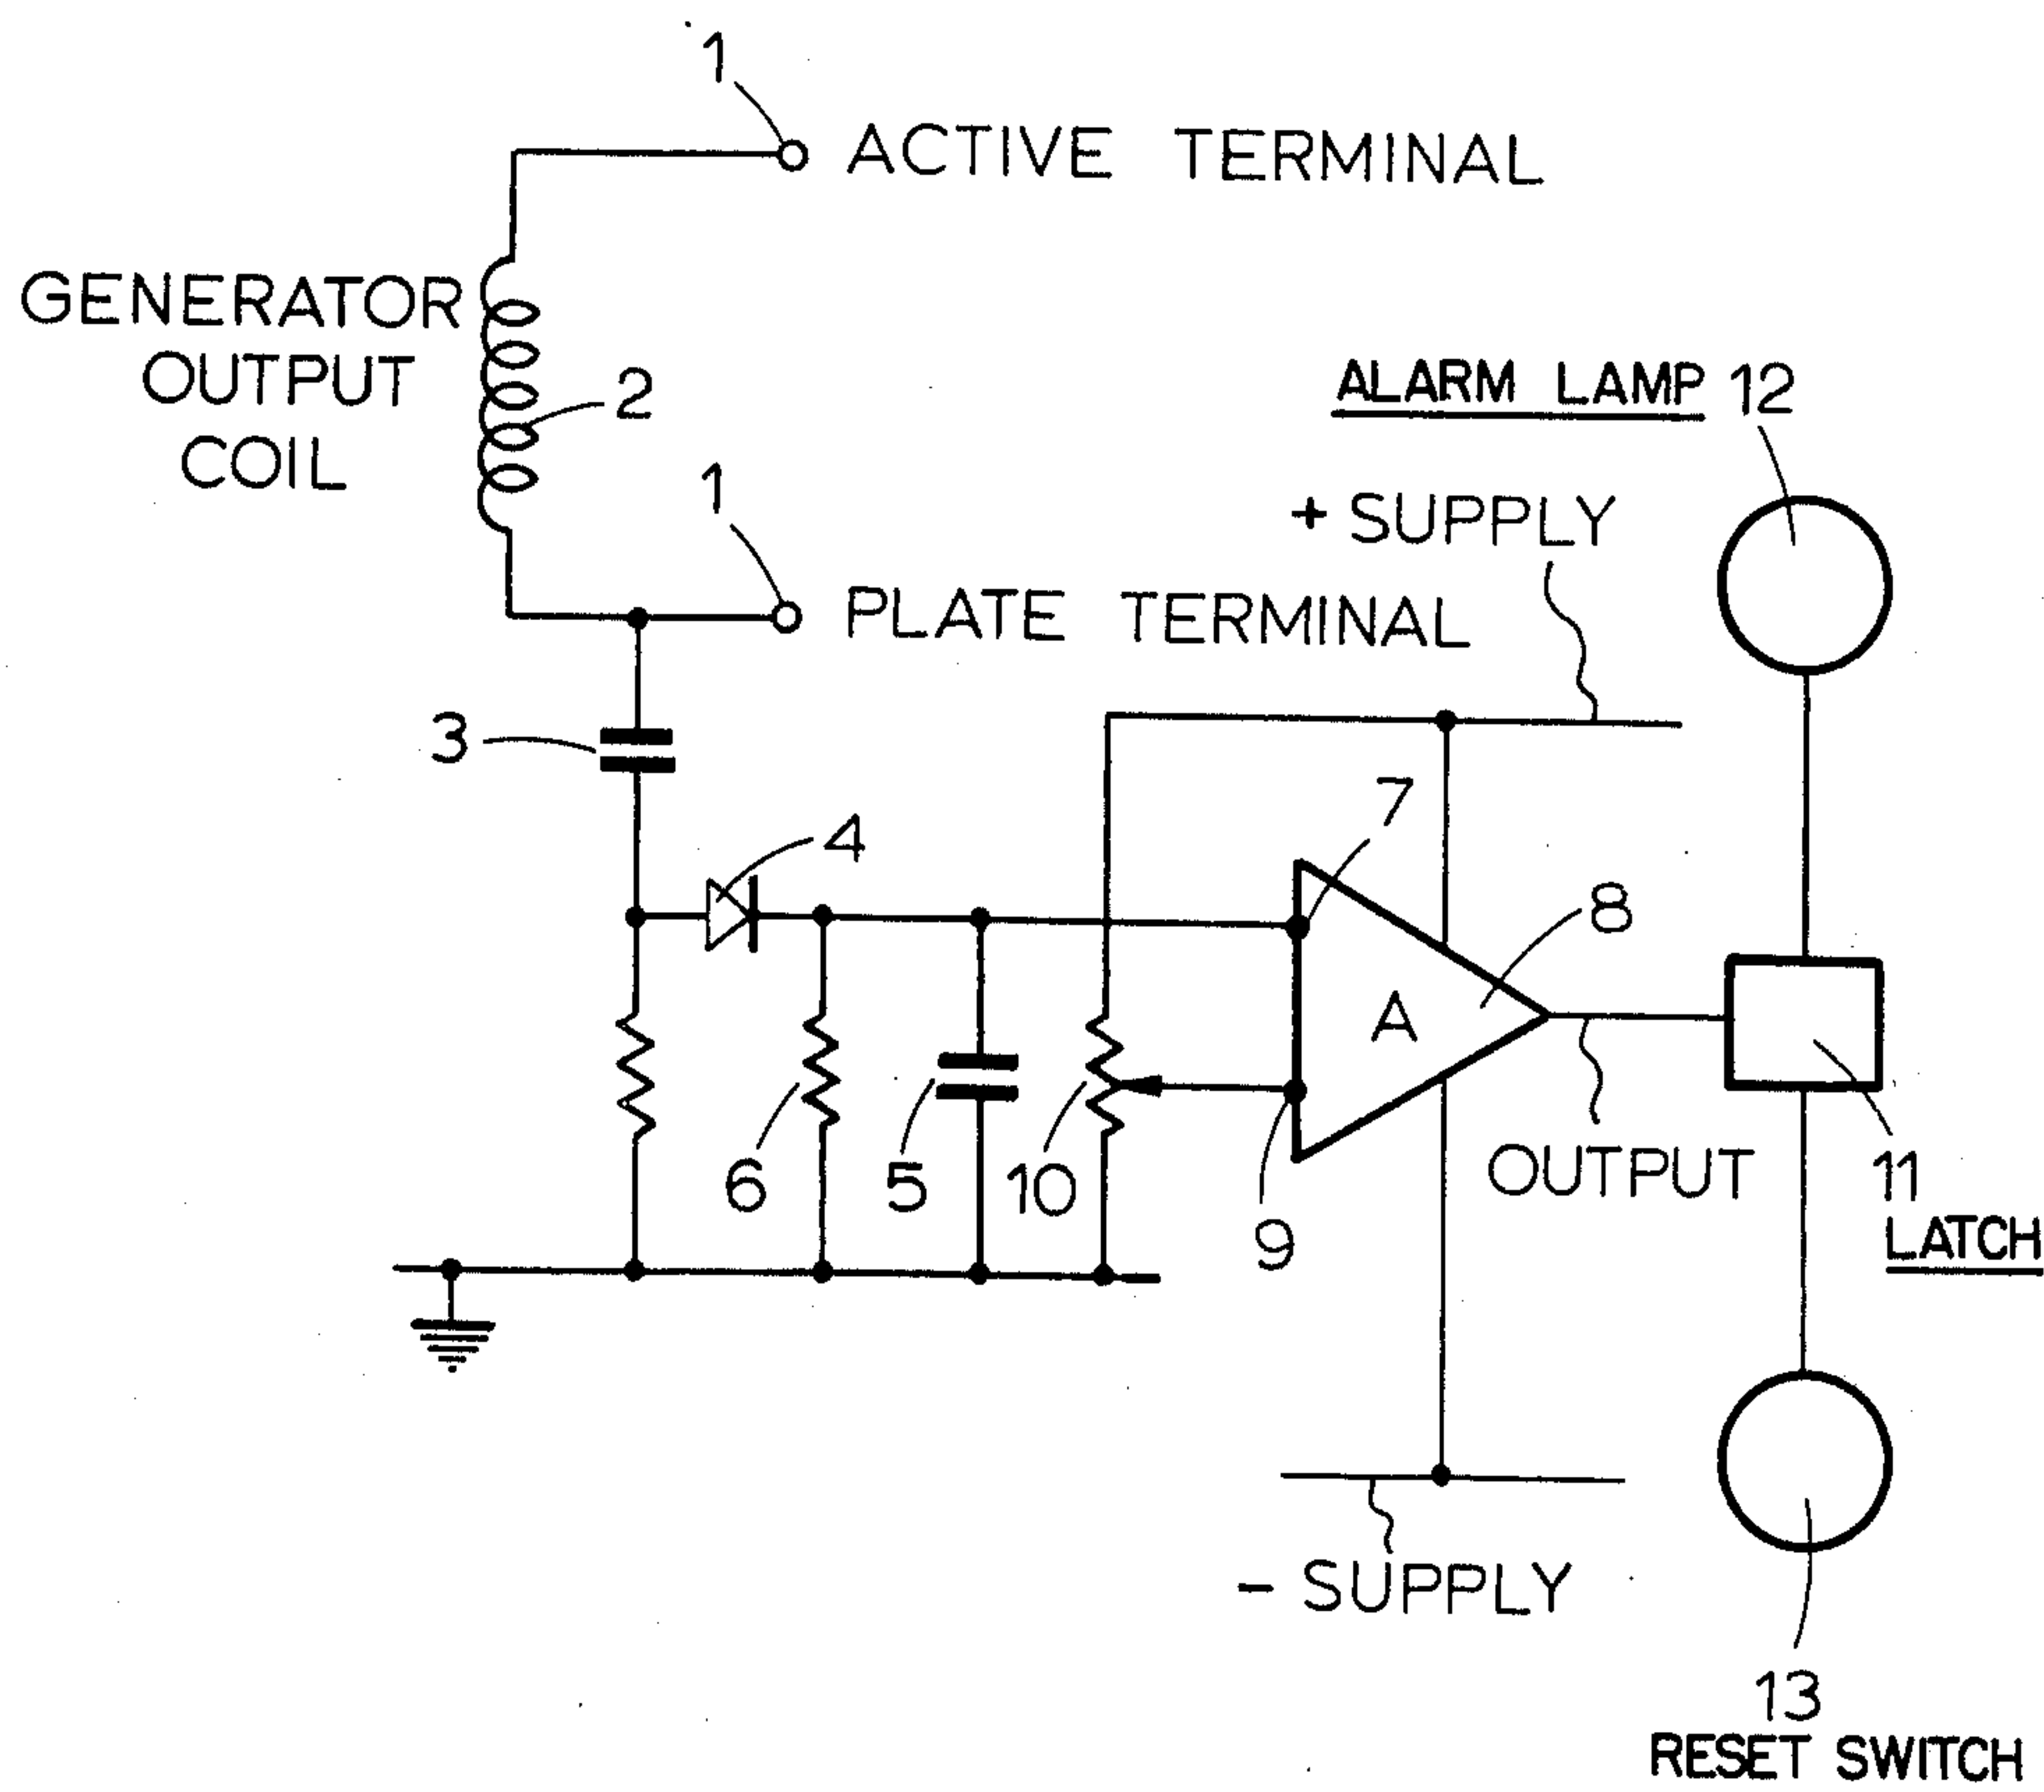 1
ACTIVE TERMINAL
GENERATOR
OUTPUT
COIL
2
ALARM LAMP 12
1
+ SUPPLY
PLATE TERMINAL
3
7
4
8
A
6
5
10
9
OUTPUT
11
LATCH
- SUPPLY
13
RESET SWITCH